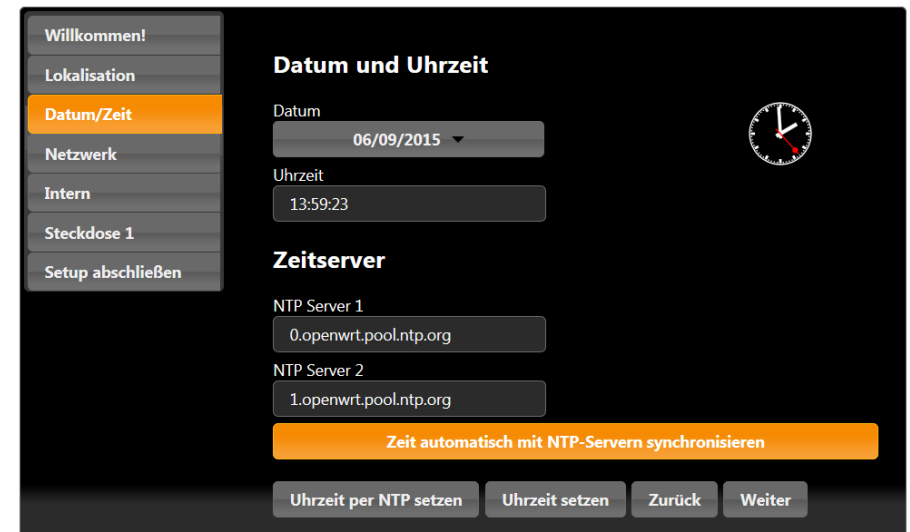 Willkommen!
Lokalisation
Datum/Zeit
Netzwerk
Intern
Steckdose 1
Setup abschließen
Datum und Uhrzeit
Datum
06/09/2015
Uhrzeit
13:59:23
Zeitserver
NTP Server 1
0.openwrt.pool.ntp.org
NTP Server 2
1.openwrt.pool.ntp.org
Zeit automatisch mit NTP-Servern synchronisieren
Uhrzeit per NTP setzen Uhrzeit setzen Zurück Weiter